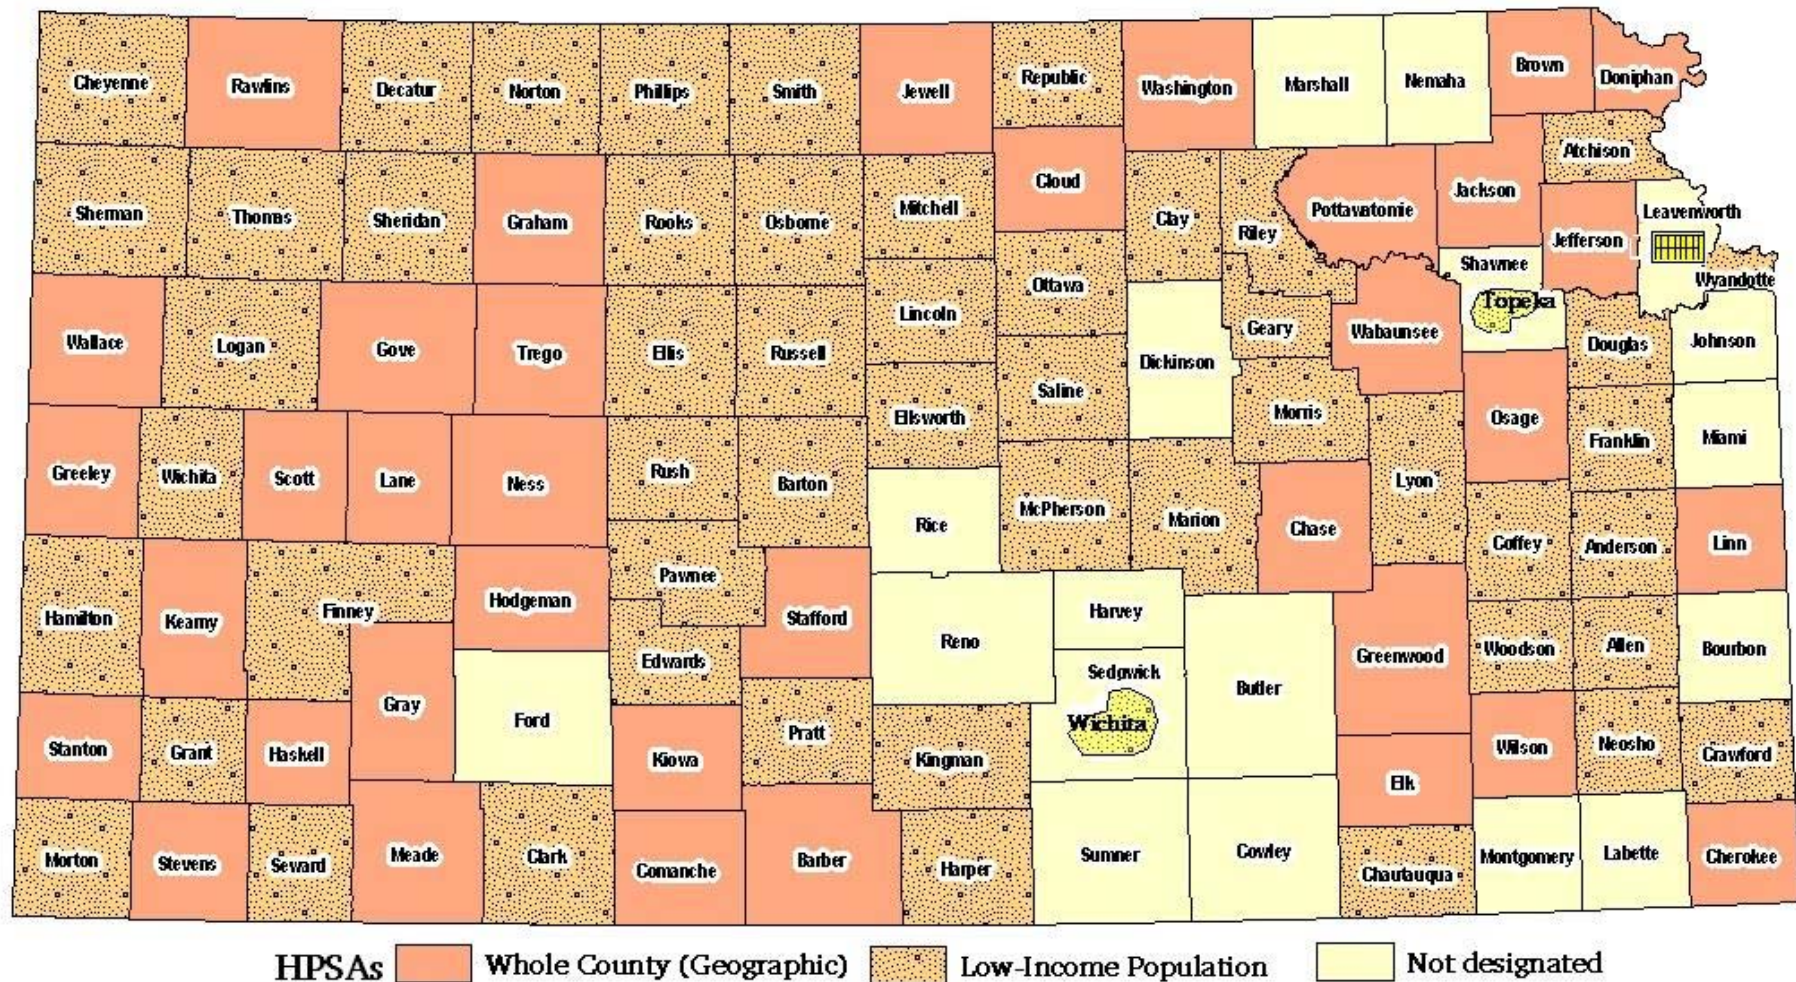 Cheyenne
Rawlins
Decatur
Norton
Phillips
Smith
Jewell
Republic
Washington
Marshall
Nemaha
Brown
Doniphan
Sherman
Thomas
Sheridan
Graham
Rooks
Osborne
Mitchell
Cloud
Clay
Riley
Pottavatomie
Jackson
Atchison
Jefferson
Leavenworth
Wyandotte
Shawnee
Topeka
Wallace
Logan
Gove
Trego
Ellis
Russell
Lincoln
Ottawa
Saline
Dickinson
Geary
Wabaunsee
Douglas
Johnson
Greeley
Wichita
Scott
Lane
Ness
Rush
Barton
Ellsworth
Rice
McPherson
Marion
Morris
Chase
Lyon
Osage
Franklin
Miami
Coffey
Anderson
Linn
Hamilton
Kearny
Finney
Hodgeman
Pawnee
Stafford
Edwards
Reno
Harvey
Sedgwick
Wichita
Butler
Greenwood
Woodson
Allen
Bourbon
Stanton
Grant
Haskell
Gray
Ford
Kiowa
Pratt
Kingman
Elk
Wilson
Neosho
Crawford
Morton
Stevens
Seward
Meade
Clark
Comanche
Barber
Harper
Sumner
Cowley
Chautauqua
Montgomery
Labette
Cherokee
HPSAs Whole County (Geographic) Low-Income Population Not designated